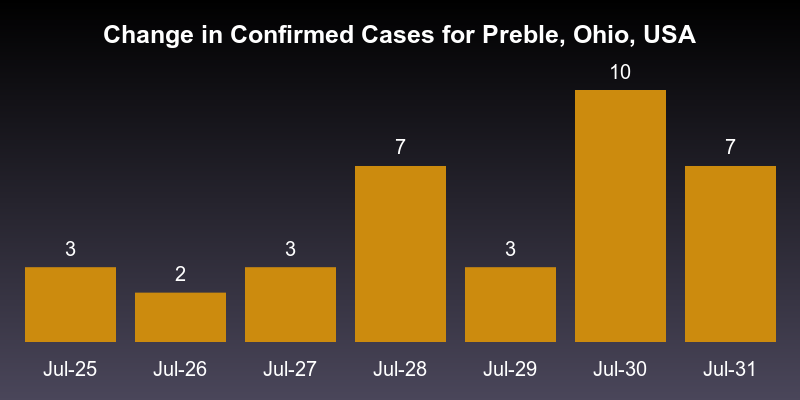 Change in Confirmed Cases for Preble, Ohio, USA
10
7
7
3
3
3
2
Jul-25
Jul-26
Jul-27
Jul-28
Jul-29
Jul-30
Jul-31